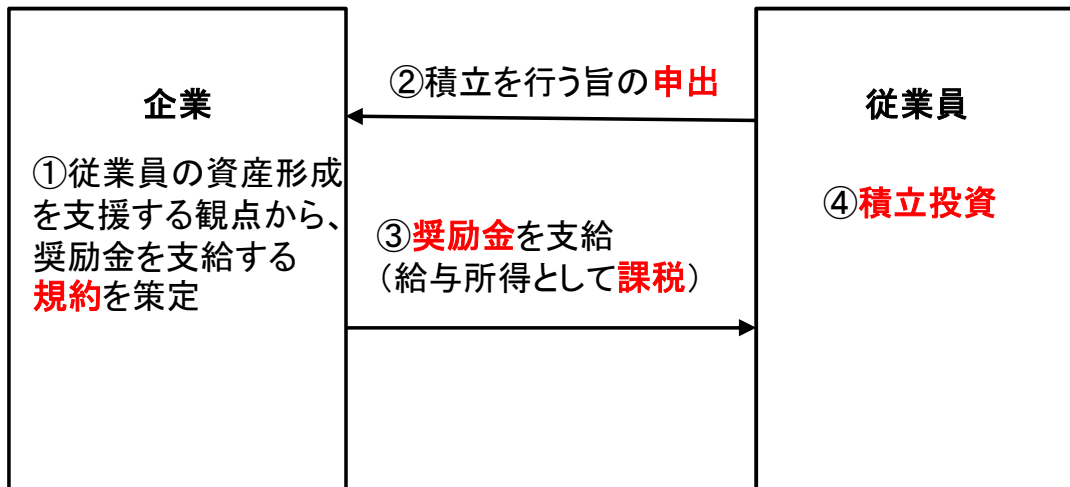 企業
①従業員の資産形成
を支援する観点から、
奨励金を支給する
規約を策定
②積立を行う旨の申出
③奨励金を支給
（給与所得として課税）
従業員
④積立投資